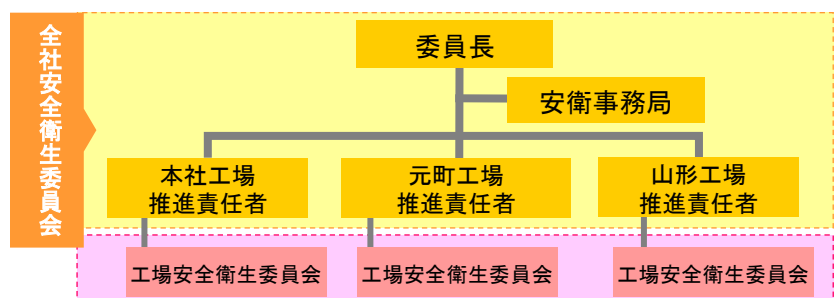 全社安全衛生委員会
委員長
安衛事務局
本社工場
推進責任者
元町工場
推進責任者
山形工場
推進責任者
工場安全衛生委員会
工場安全衛生委員会
工場安全衛生委員会